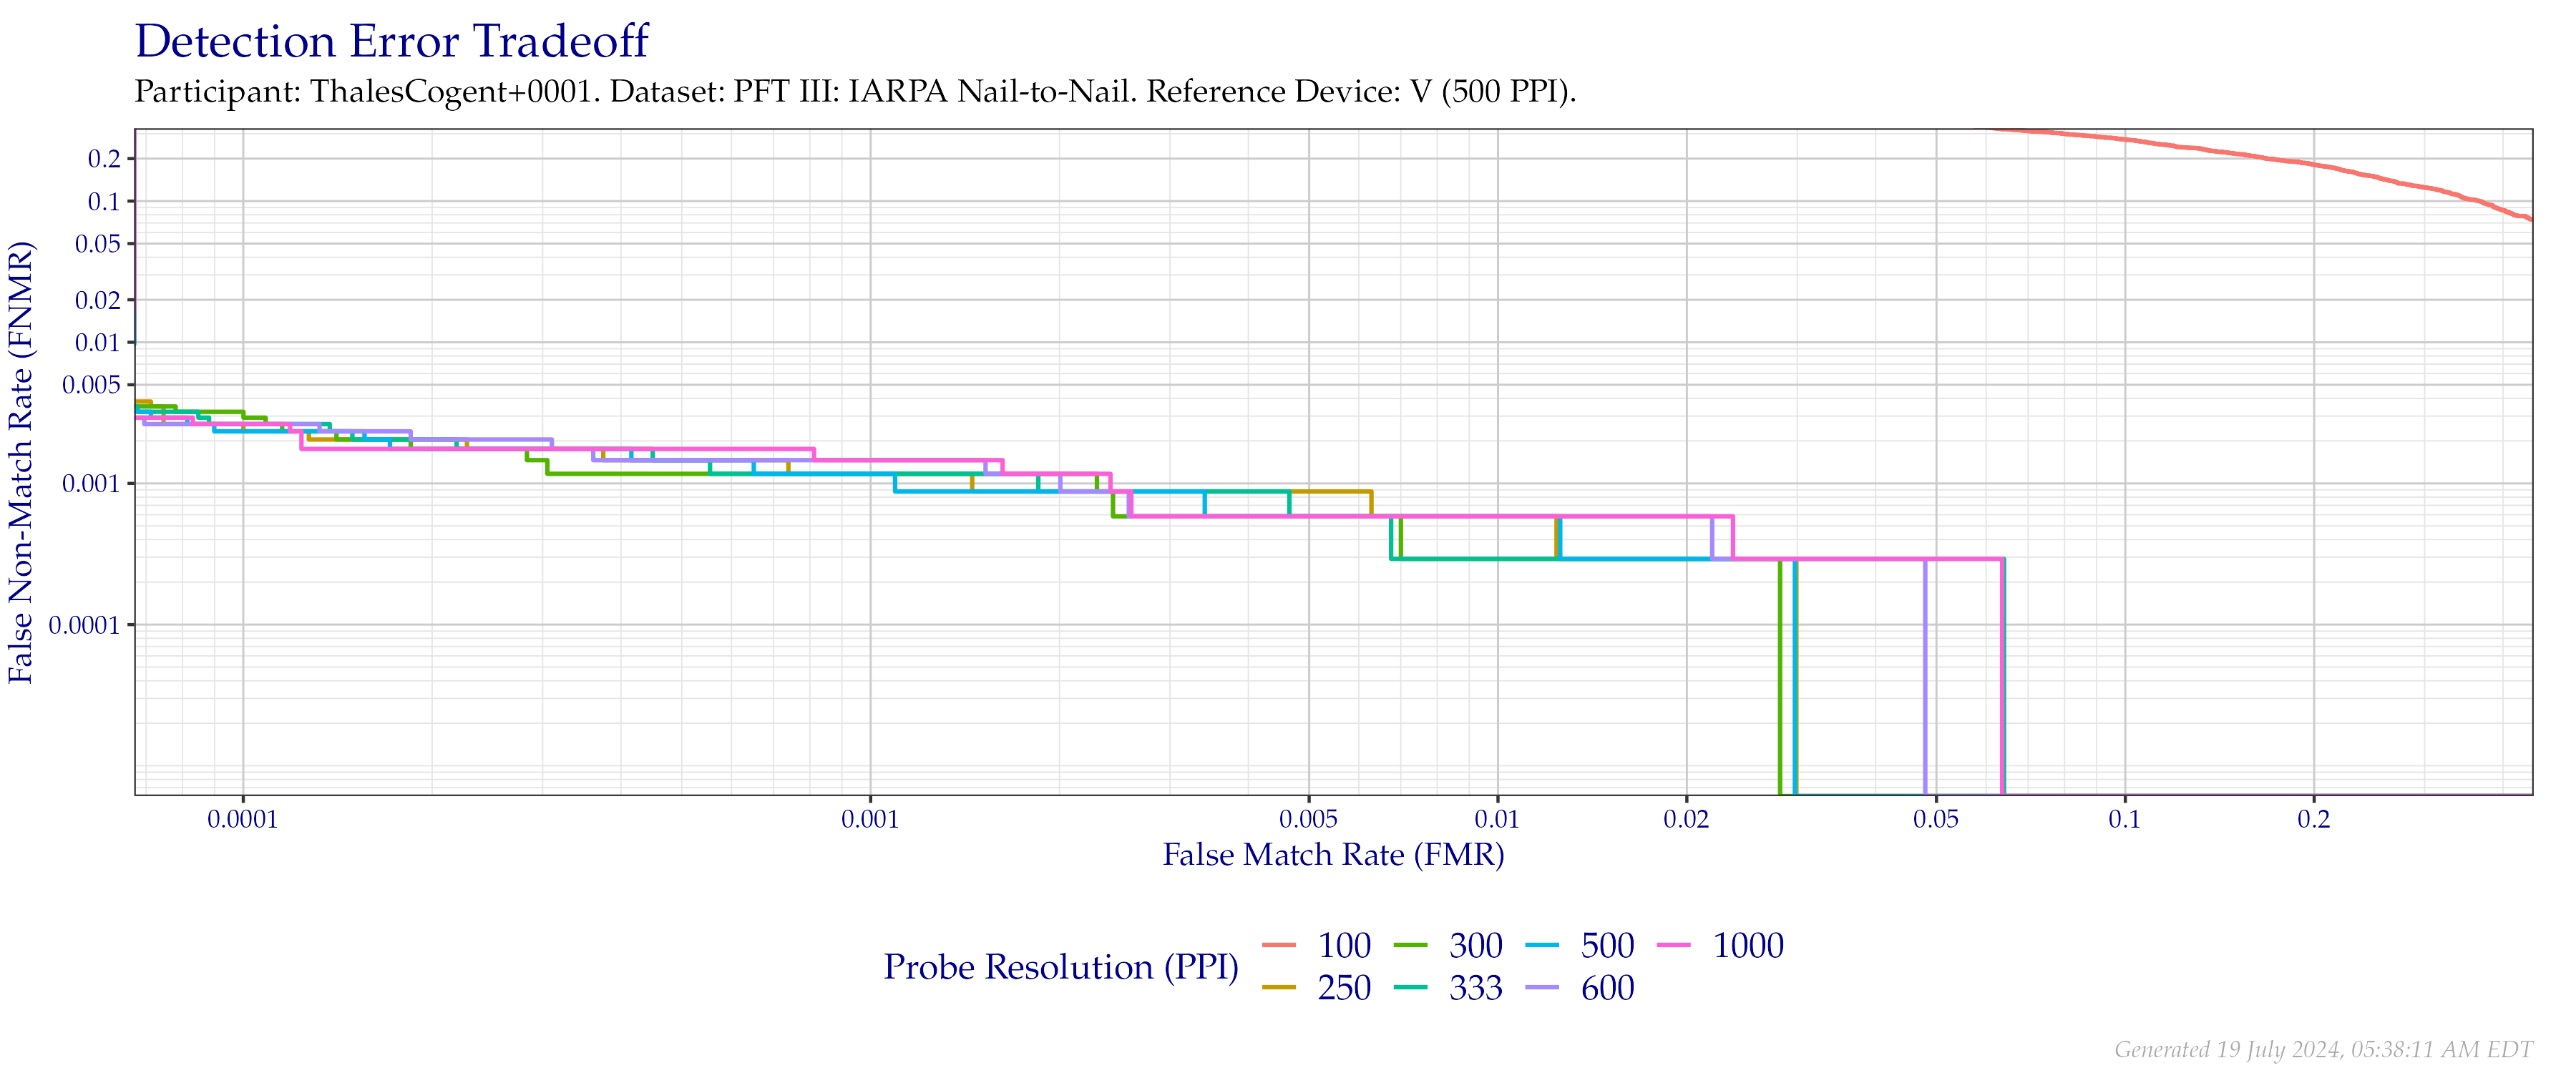 Detection Error Tradeoff
Participant: ThalesCogent+0001. Dataset: PFT III: IARPA Nail-to-Nail. Reference Device: V (500 PPI).
False Non-Match Rate (FNMR)
0.2
0.1
0.05
0.02
0.01
0.005
0.001
0.0001
0.0001 0.001 0.005 0.01 0.02 0.05 0.1 0.2
False Match Rate (FMR)
Probe Resolution (PPI)
100 300 500 1000
250 333 600
Generated 19 July 2024, 05:38:11 AM EDT